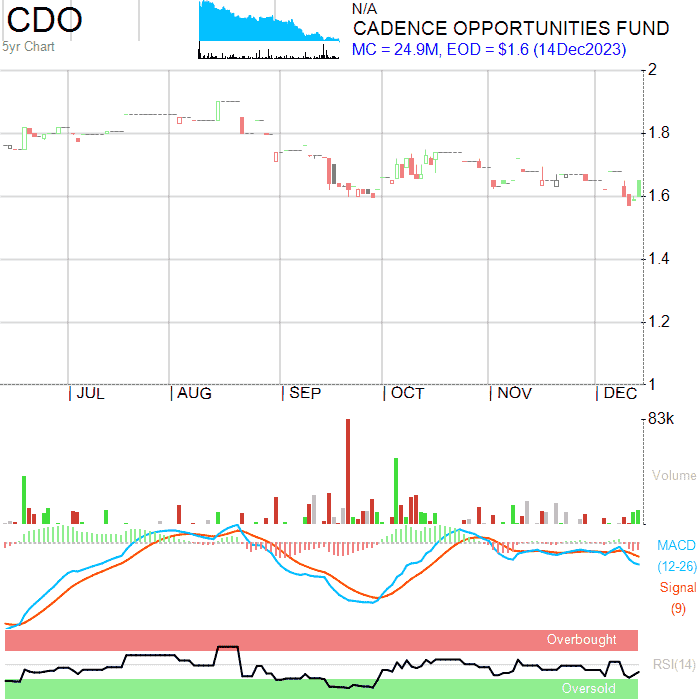 CDO
5yr Chart
N/A
CADENCE OPPORTUNITIES FUND
MC = 24.9M, EOD = $1.6 (14Dec2023)
2
1.8
1.6
1.4
1.2
1
JUL AUG SEP OCT NOV DEC
83k
Volume
MACD
(12-26)
Signal
(9)
Overbought
RSI(14)
Oversold